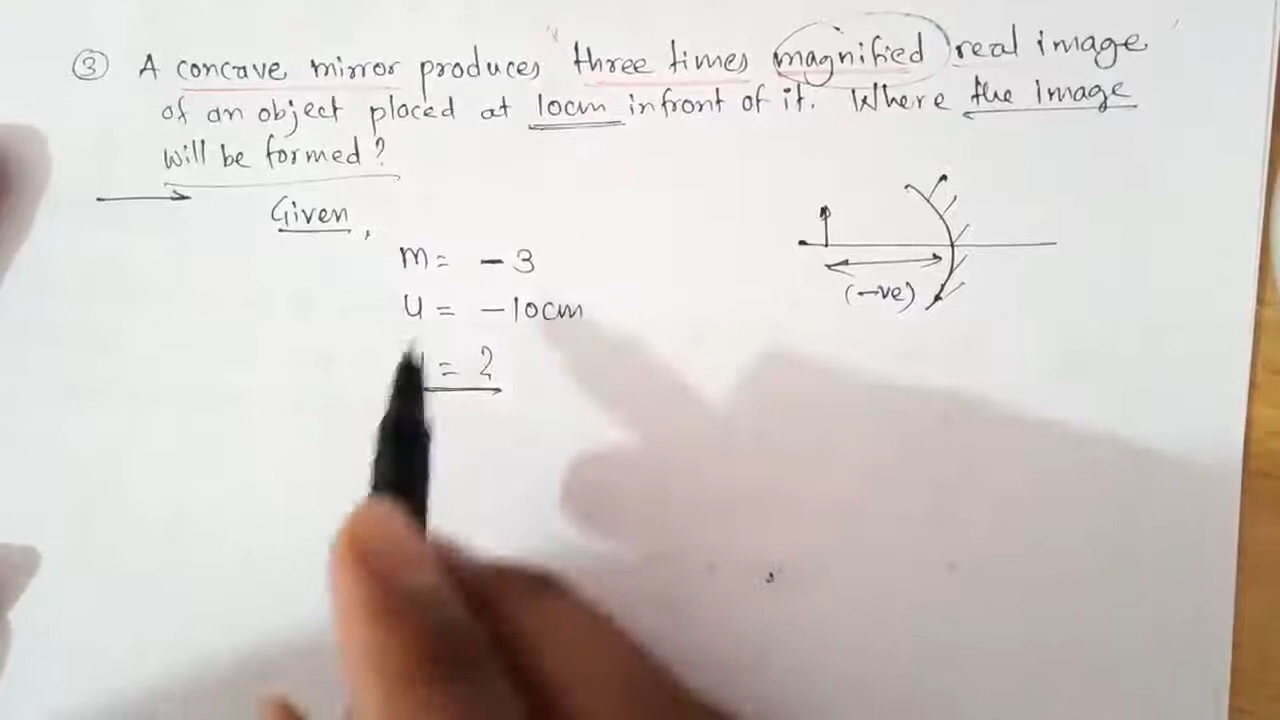 ③ A concave mirror produces three times magnified real image
of an object placed at 10cm infront of it. Where the image
will be formed?
Given,
m = -3
u = -10cm
= ?
(-ve)